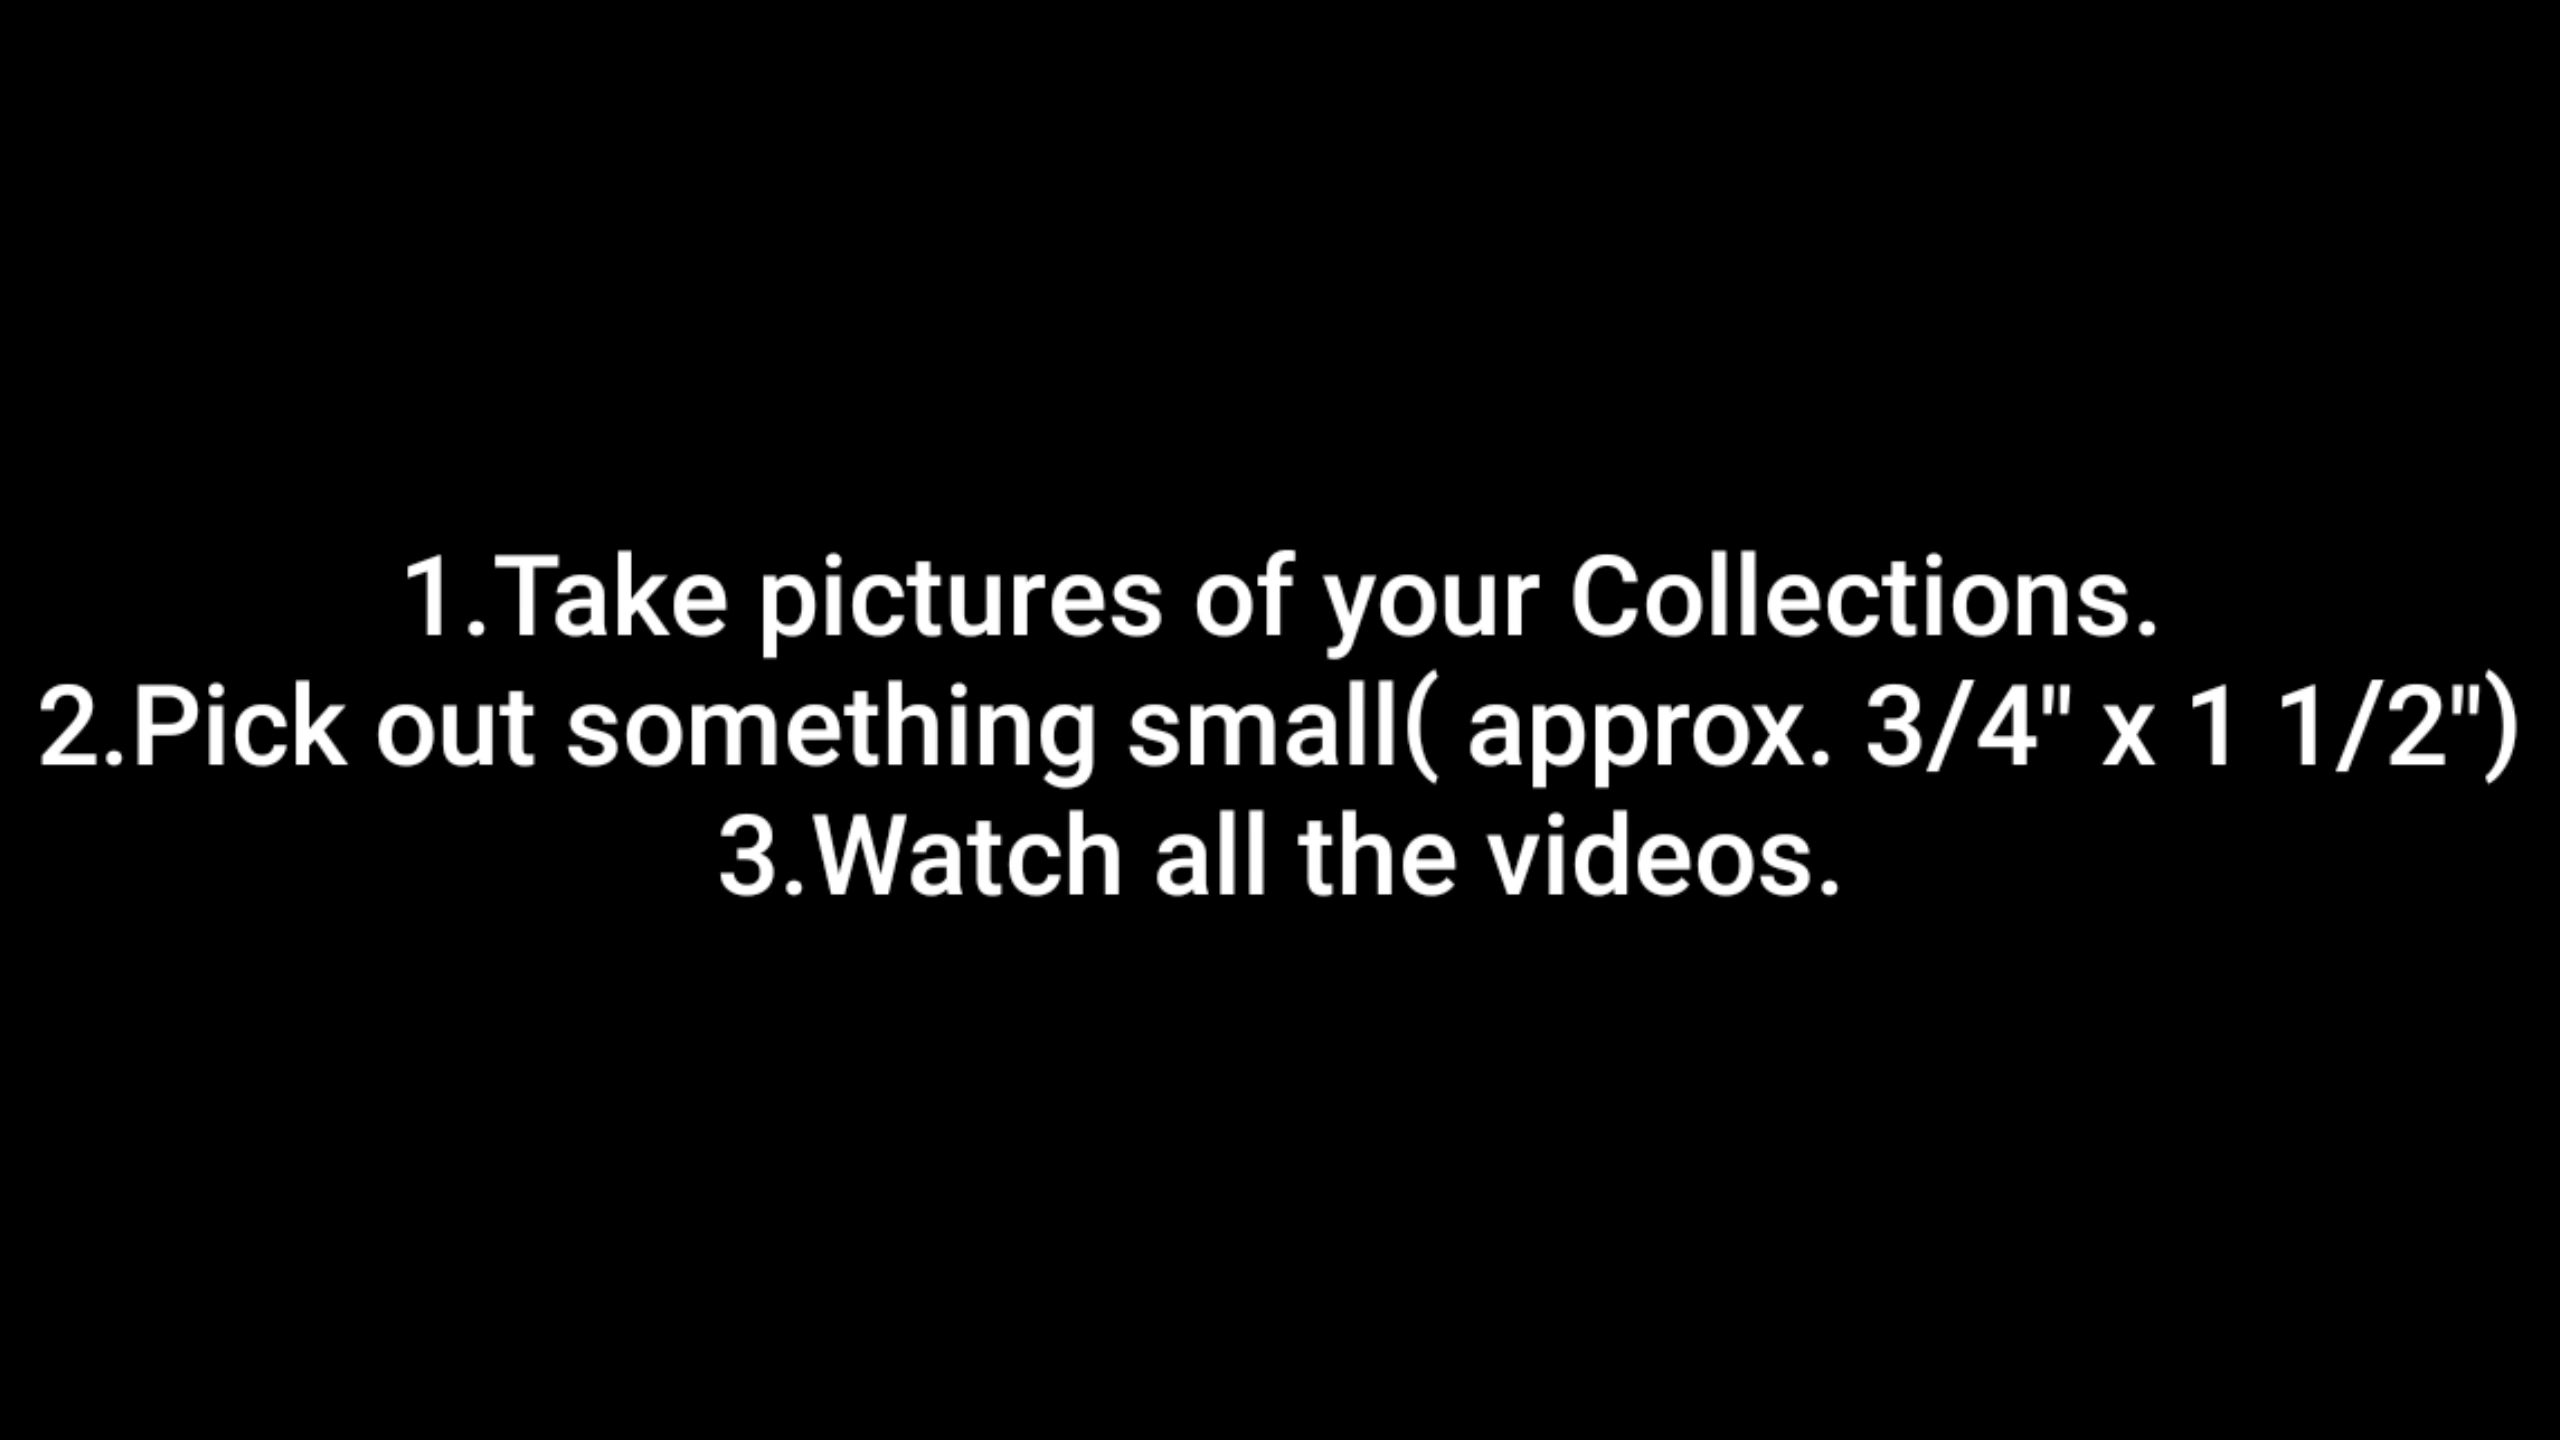 1.Take pictures of your Collections.
2.Pick out something small( approx. 3/4" x 1 1/2")
3.Watch all the videos.